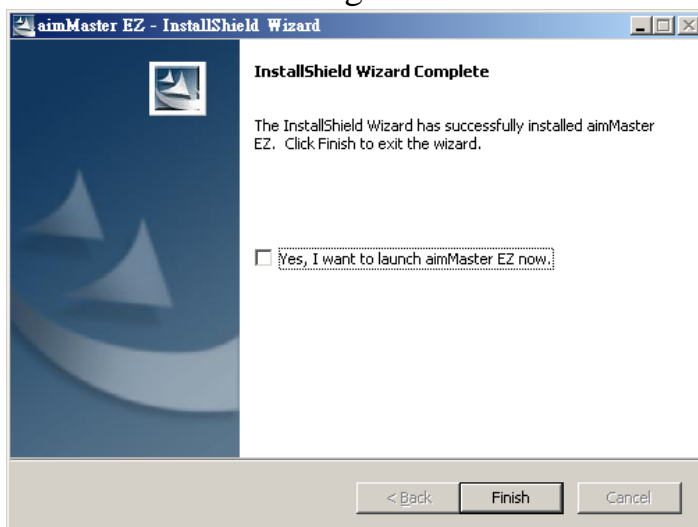 aimMaster EZ - InstallShield Wizard
InstallShield Wizard Complete
The InstallShield Wizard has successfully installed aimMaster
EZ. Click Finish to exit the wizard.
Yes, I want to launch aimMaster EZ now.
< Back
Finish
Cancel